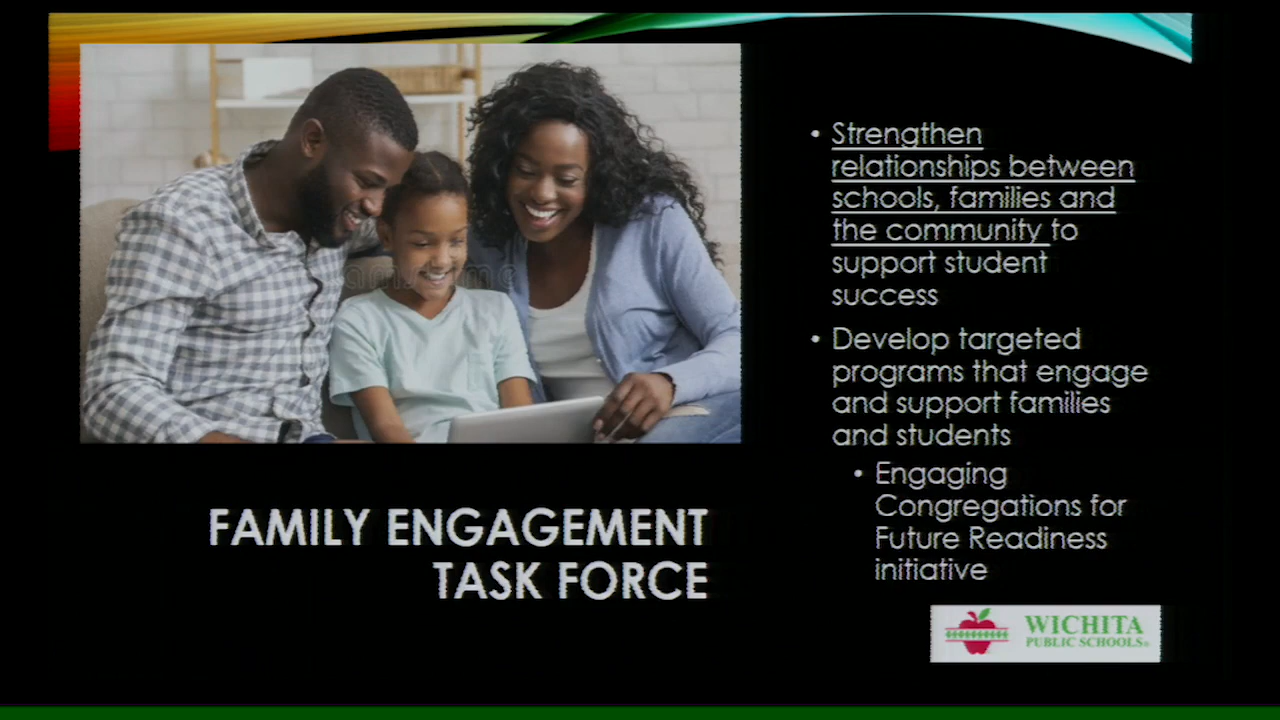 Strengthen
relationships between
schools, families and
the community to
support student
success
Develop targeted
programs that engage
and support families
and students
Engaging
Congregations for
Future Readiness
initiative
FAMILY ENGAGEMENT
TASK FORCE
WICHITA
PUBLIC SCHOOLS